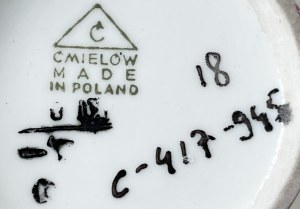 C
ĆMIELÓW
MADE
IN POLAND
18
C-417-945